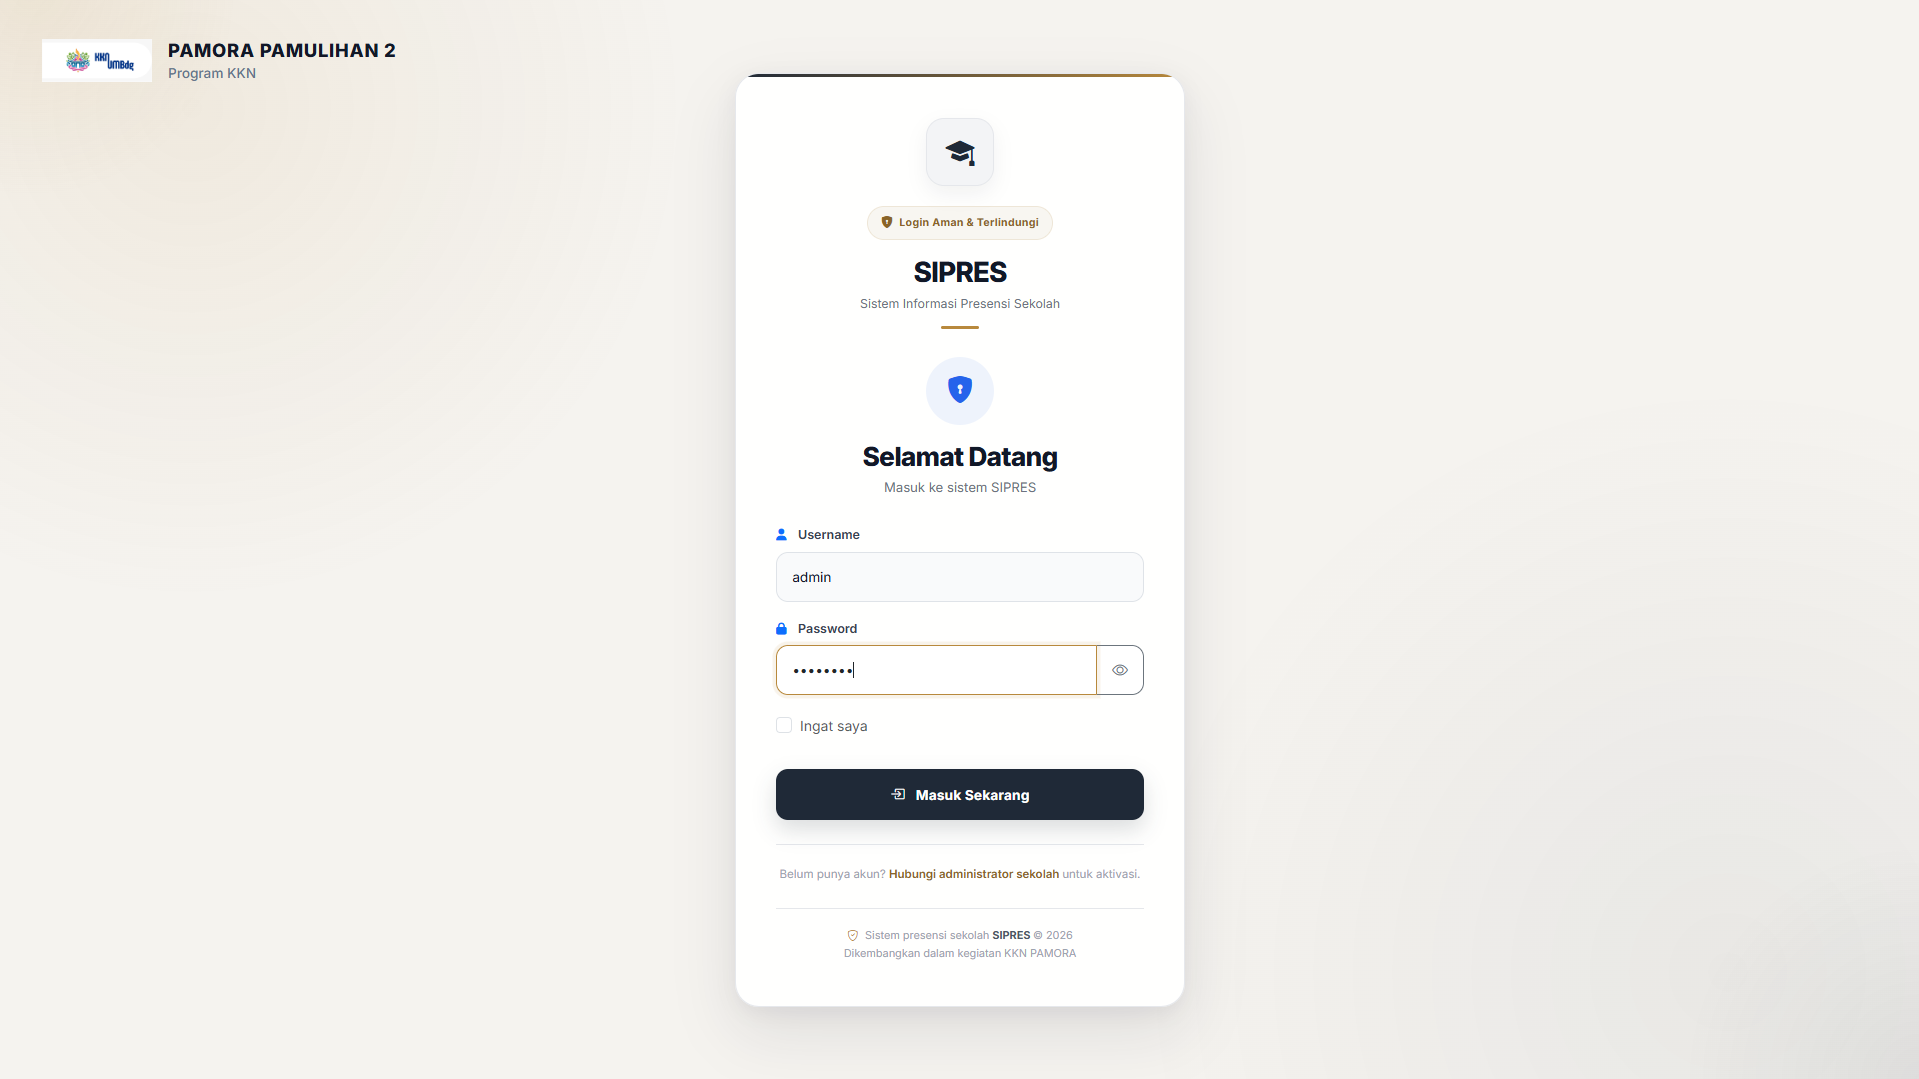 KKN
UMBdg
PAMORA PAMULIHAN 2
Program KKN
Login Aman & Terlindungi
SIPRES
Sistem Informasi Presensi Sekolah
Selamat Datang
Masuk ke sistem SIPRES
Username
admin
Password
••••••••
Ingat saya
Masuk Sekarang
Belum punya akun? Hubungi administrator sekolah untuk aktivasi.
Sistem presensi sekolah SIPRES © 2026
Dikembangkan dalam kegiatan KKN PAMORA